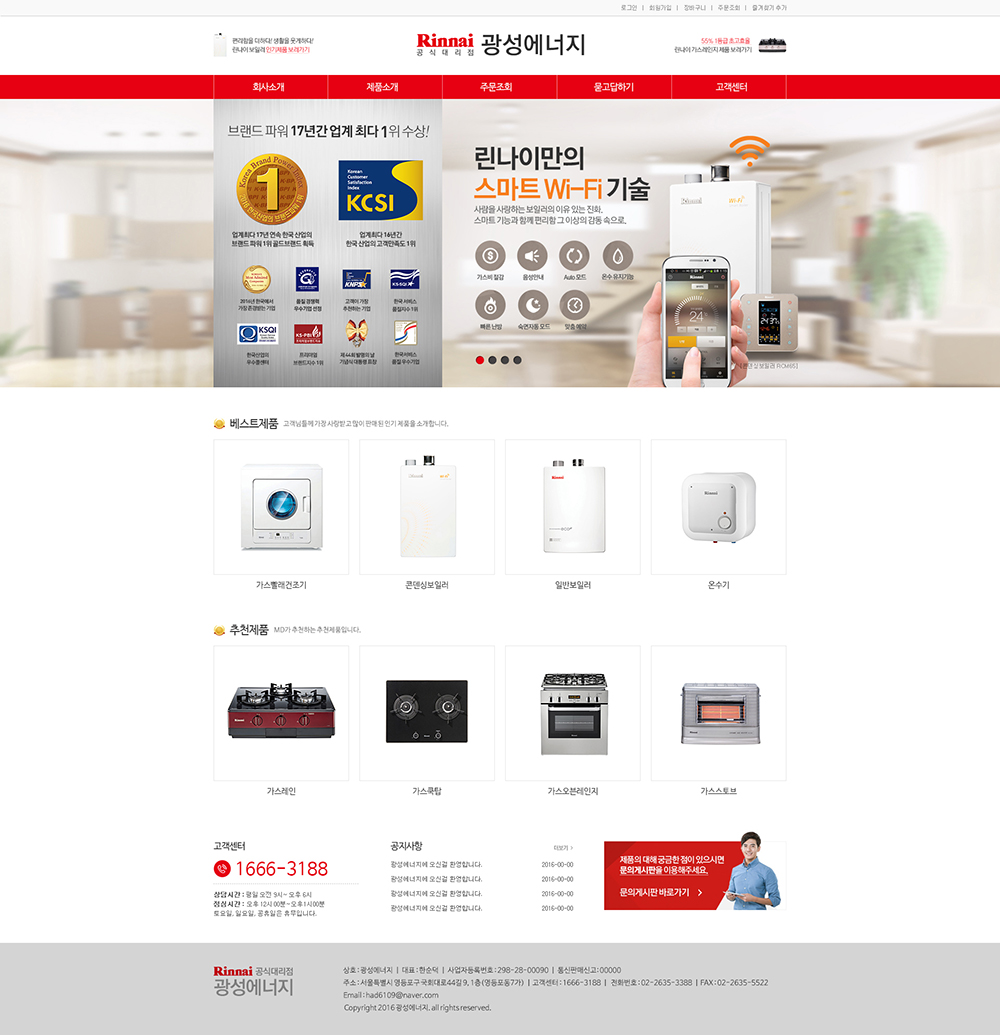 로그인 | 회원가입 | 장바구니 | 주문조회 | 즐겨찾기 추가
편리함을 더하다! 생활을 웃게하다!
린나이 보일러 인기제품 보러가기
Rinnai
공식대리점
광성에너지
55% 1등급 초고효율
린나이 가스레인지 제품 보러가기
회사소개 제품소개 주문조회 묻고답하기 고객센터
브랜드 파워 17년간 업계 최다 1위 수상!
Korea Brand Power Index
1
Korean
Customer
Satisfaction
Index
KCSI
업계최다 17년 연속 한국 산업의
브랜드 파워 1위 골드브랜드 획득
업계최다 16년간
한국 산업의 고객만족도 1위
KNPS
KS-SQI
2016년 한국에서
가장 존경받는 기업
품질 경쟁력
우수기업 선정
고객이 가장
추천하는 기업
한국 서비스
품질지수 1위
KSQI
KS-PBI
한국산업의
우수콜센터
프리미엄
브랜드지수 1위
제 44회 발명의 날
기념식 대통령 표창
한국서비스
품질 우수기업
린나이만의
스마트 Wi-Fi 기술
사람을 사랑하는 보일러의 이유 있는 진화.
스마트 기능과 함께 편리함 그 이상의 감동 속으로.
가스비 절감 음성안내 Auto 모드 온수 유지기능
빠른 난방 숙면자동 모드 맞춤 예약
Rinnai
Wi-Fi
Rinnai
24
베스트제품 고객님들께 가장 사랑받고 많이 판매된 인기 제품을 소개합니다.
Rinnai
Rinnai
Rinnai
가스빨래건조기 콘덴싱보일러 일반보일러 온수기
추천제품 MD가 추천하는 추천제품입니다.
Rinnai
가스레인 가스쿡탑 가스오븐레인지 가스스토브
고객센터
1666-3188
상담시간 : 평일 오전 9시~ 오후 6시
점심시간 : 오후 12시00분~오후1시00분
토요일, 일요일, 공휴일은 휴무입니다.
공지사항 더보기 >
광성에너지에 오신걸 환영합니다. 2016-00-00
광성에너지에 오신걸 환영합니다. 2016-00-00
광성에너지에 오신걸 환영합니다. 2016-00-00
광성에너지에 오신걸 환영합니다. 2016-00-00
제품의 대해 궁금한 점이 있으시면
문의게시판을 이용해주세요.
문의게시판 바로가기 >
Rinnai 공식대리점
광성에너지
상호 : 광성에너지 | 대표 : 한순덕 | 사업자등록번호 : 298-28-00090 | 통신판매신고 : 00000
주소 : 서울특별시 영등포구 국회대로44길 9, 1층 (영등포동7가) | 고객센터 : 1666-3188 | 전화번호 : 02-2635-3388 | FAX : 02-2635-5522
Email : had6109@naver.com
Copyright 2016 광성에너지. all rights reserved.